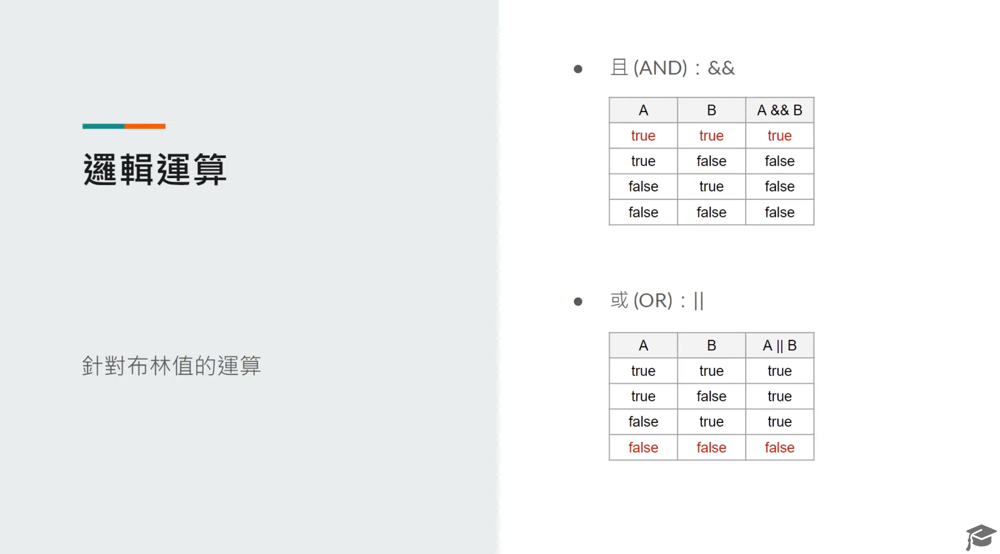 邏輯運算
針對布林值的運算
● 且 (AND)：&&
A B A && B
true true true
true false false
false true false
false false false
● 或 (OR)：||
A B A || B
true true true
true false true
false true true
false false false